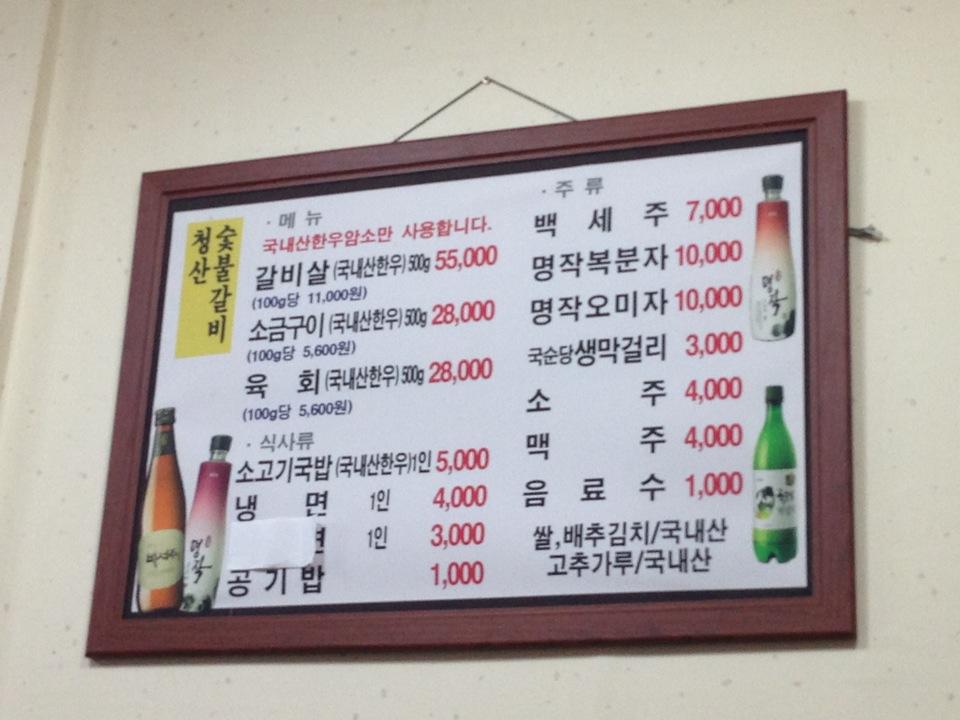 청산
숯불갈비
· 메 뉴
국내산한우암소만 사용합니다.
갈비살 (국내산한우) 500g 55,000
(100g당 11,000원)
소금구이 (국내산한우) 500g 28,000
(100g당 5,600원)
육 회 (국내산한우) 500g 28,000
(100g당 5,600원)
· 식사류
소고기국밥 (국내산한우)1인 5,000
냉 면 1인 4,000
면 1인 3,000
공 기 밥 1,000
· 주 류
백 세 주 7,000
명작복분자 10,000
명작오미자 10,000
국순당생막걸리 3,000
소 주 4,000
맥 주 4,000
음 료 수 1,000
쌀,배추김치/국내산
고추가루/국내산
명작
명작
백세주